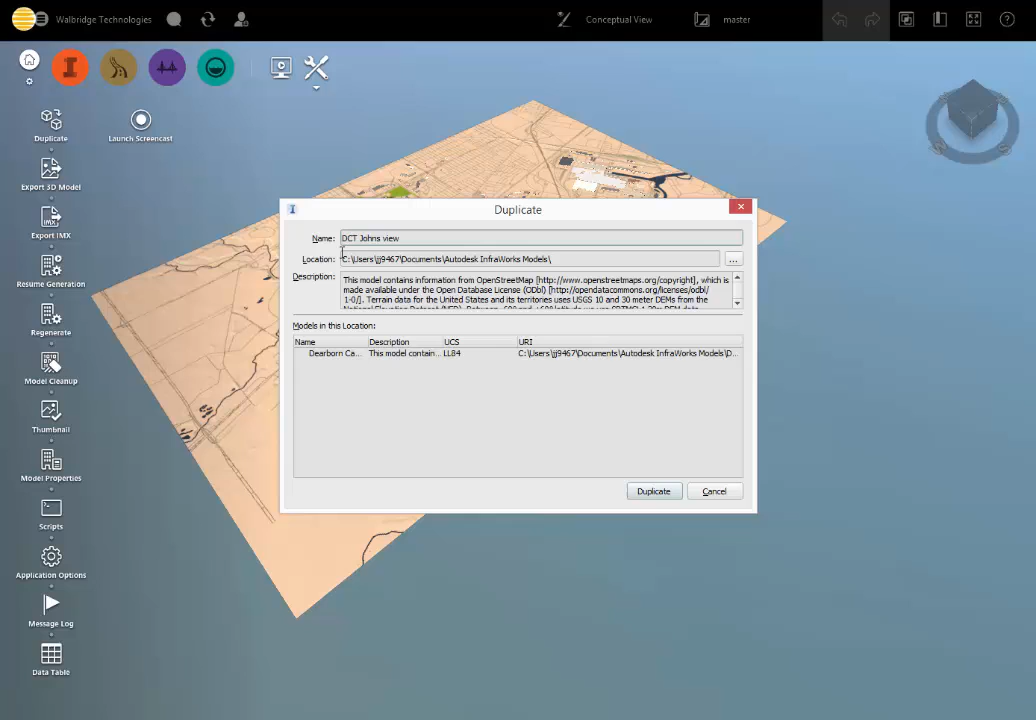 Walbridge Technologies
Conceptual View
master
Duplicate
Launch Screencast
Export 3D Model
Export IMX
Resume Generation
Regenerate
Model Cleanup
Thumbnail
Model Properties
Scripts
Application Options
Message Log
Data Table
Duplicate
Name: DCT Johns view
Location: C:\Users\jj9467\Documents\Autodesk InfraWorks Models\
...
Description: This model contains information from OpenStreetMap [http://www.openstreetmaps.org/copyright], which is
made available under the Open Database License (ODbl) [http://opendatacommons.org/licenses/odbl/
1-0/]. Terrain data for the United States and its territories uses USGS 10 and 30 meter DEMs from the
Models in this Location:
Name Description UCS URI
Dearborn Ca... This model contain... LL84 C:\Users\jj9467\Documents\Autodesk InfraWorks Models\D...
Duplicate Cancel